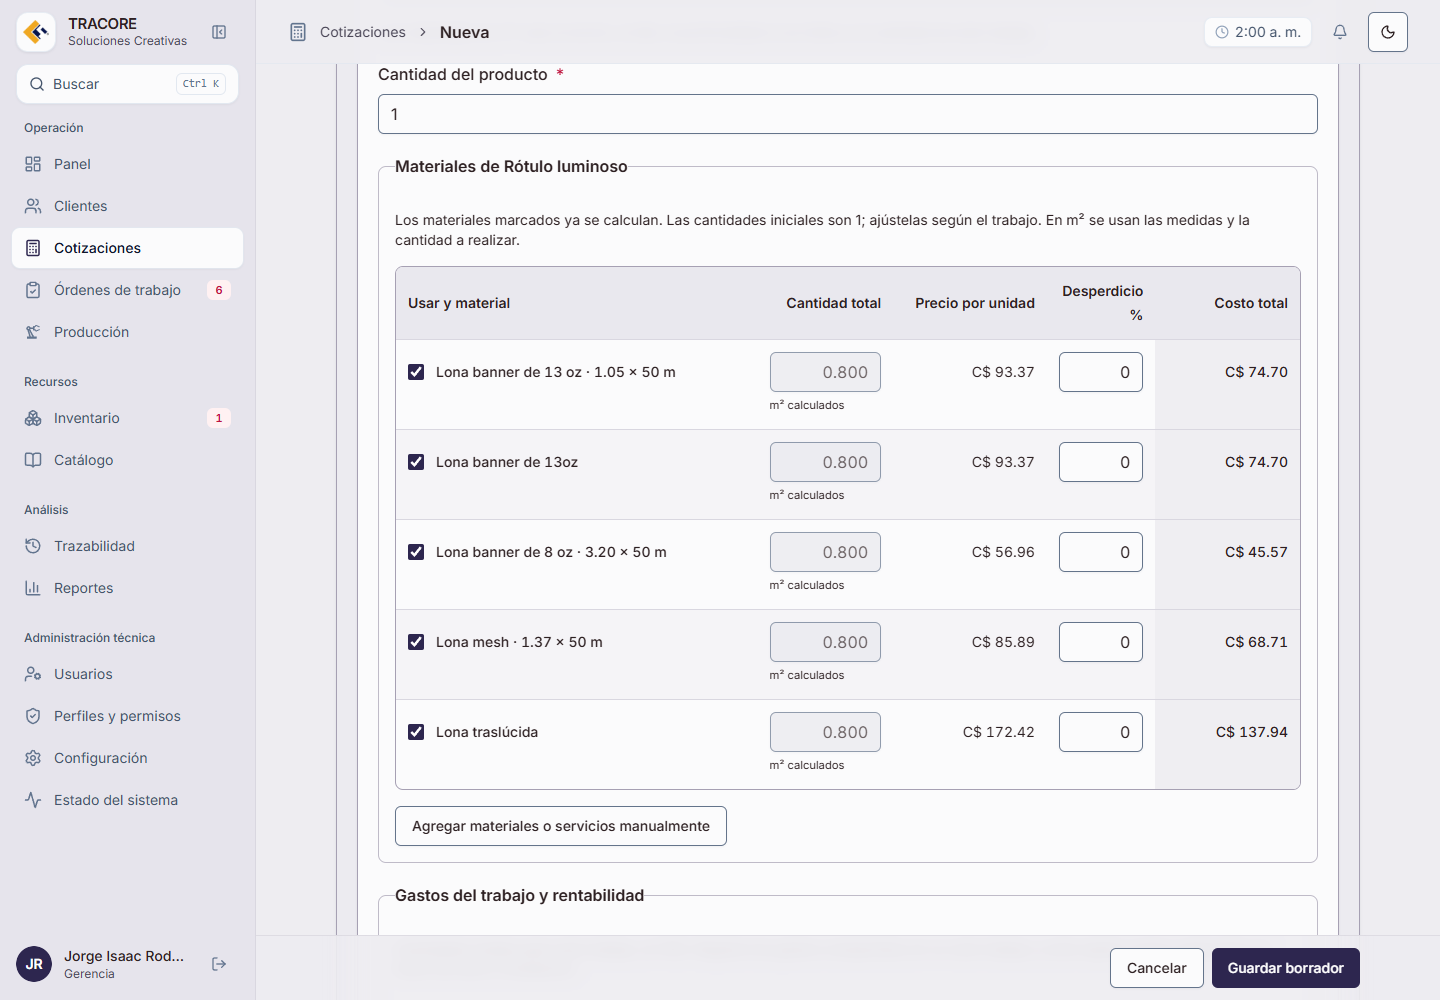 TRACORE
Soluciones Creativas
Buscar
Ctrl K
Operación
Panel
Clientes
Cotizaciones
Órdenes de trabajo
6
Producción
Recursos
Inventario
1
Catálogo
Análisis
Trazabilidad
Reportes
Administración técnica
Usuarios
Perfiles y permisos
Configuración
Estado del sistema
JR
Jorge Isaac Rod...
Gerencia
Cotizaciones
Nueva
2:00 a. m.
Cantidad del producto *
1
Materiales de Rótulo luminoso
Los materiales marcados ya se calculan. Las cantidades iniciales son 1; ajústelas según el trabajo. En m² se usan las medidas y la
cantidad a realizar.
Usar y material
Cantidad total
Precio por unidad
Desperdicio
%
Costo total
Lona banner de 13 oz · 1.05 × 50 m
0.800
m² calculados
C$ 93.37
0
C$ 74.70
Lona banner de 13oz
0.800
m² calculados
C$ 93.37
0
C$ 74.70
Lona banner de 8 oz · 3.20 × 50 m
0.800
m² calculados
C$ 56.96
0
C$ 45.57
Lona mesh · 1.37 × 50 m
0.800
m² calculados
C$ 85.89
0
C$ 68.71
Lona traslúcida
0.800
m² calculados
C$ 172.42
0
C$ 137.94
Agregar materiales o servicios manualmente
Gastos del trabajo y rentabilidad
Cancelar
Guardar borrador